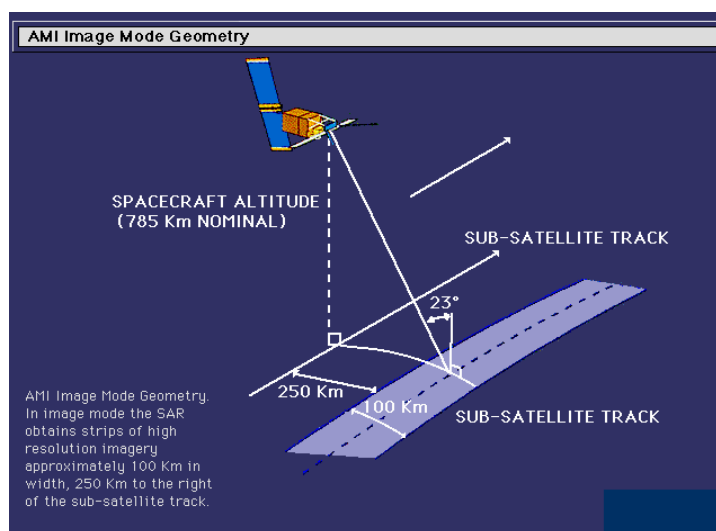 AMI Image Mode Geometry
SPACECRAFT ALTITUDE
(785 Km NOMINAL)
SUB-SATELLITE TRACK
23°
250 Km
100 Km
SUB-SATELLITE TRACK
AMI Image Mode Geometry.
In image mode the SAR
obtains strips of high
resolution imagery
approximately 100 Km in
width, 250 Km to the right
of the sub-satellite track.